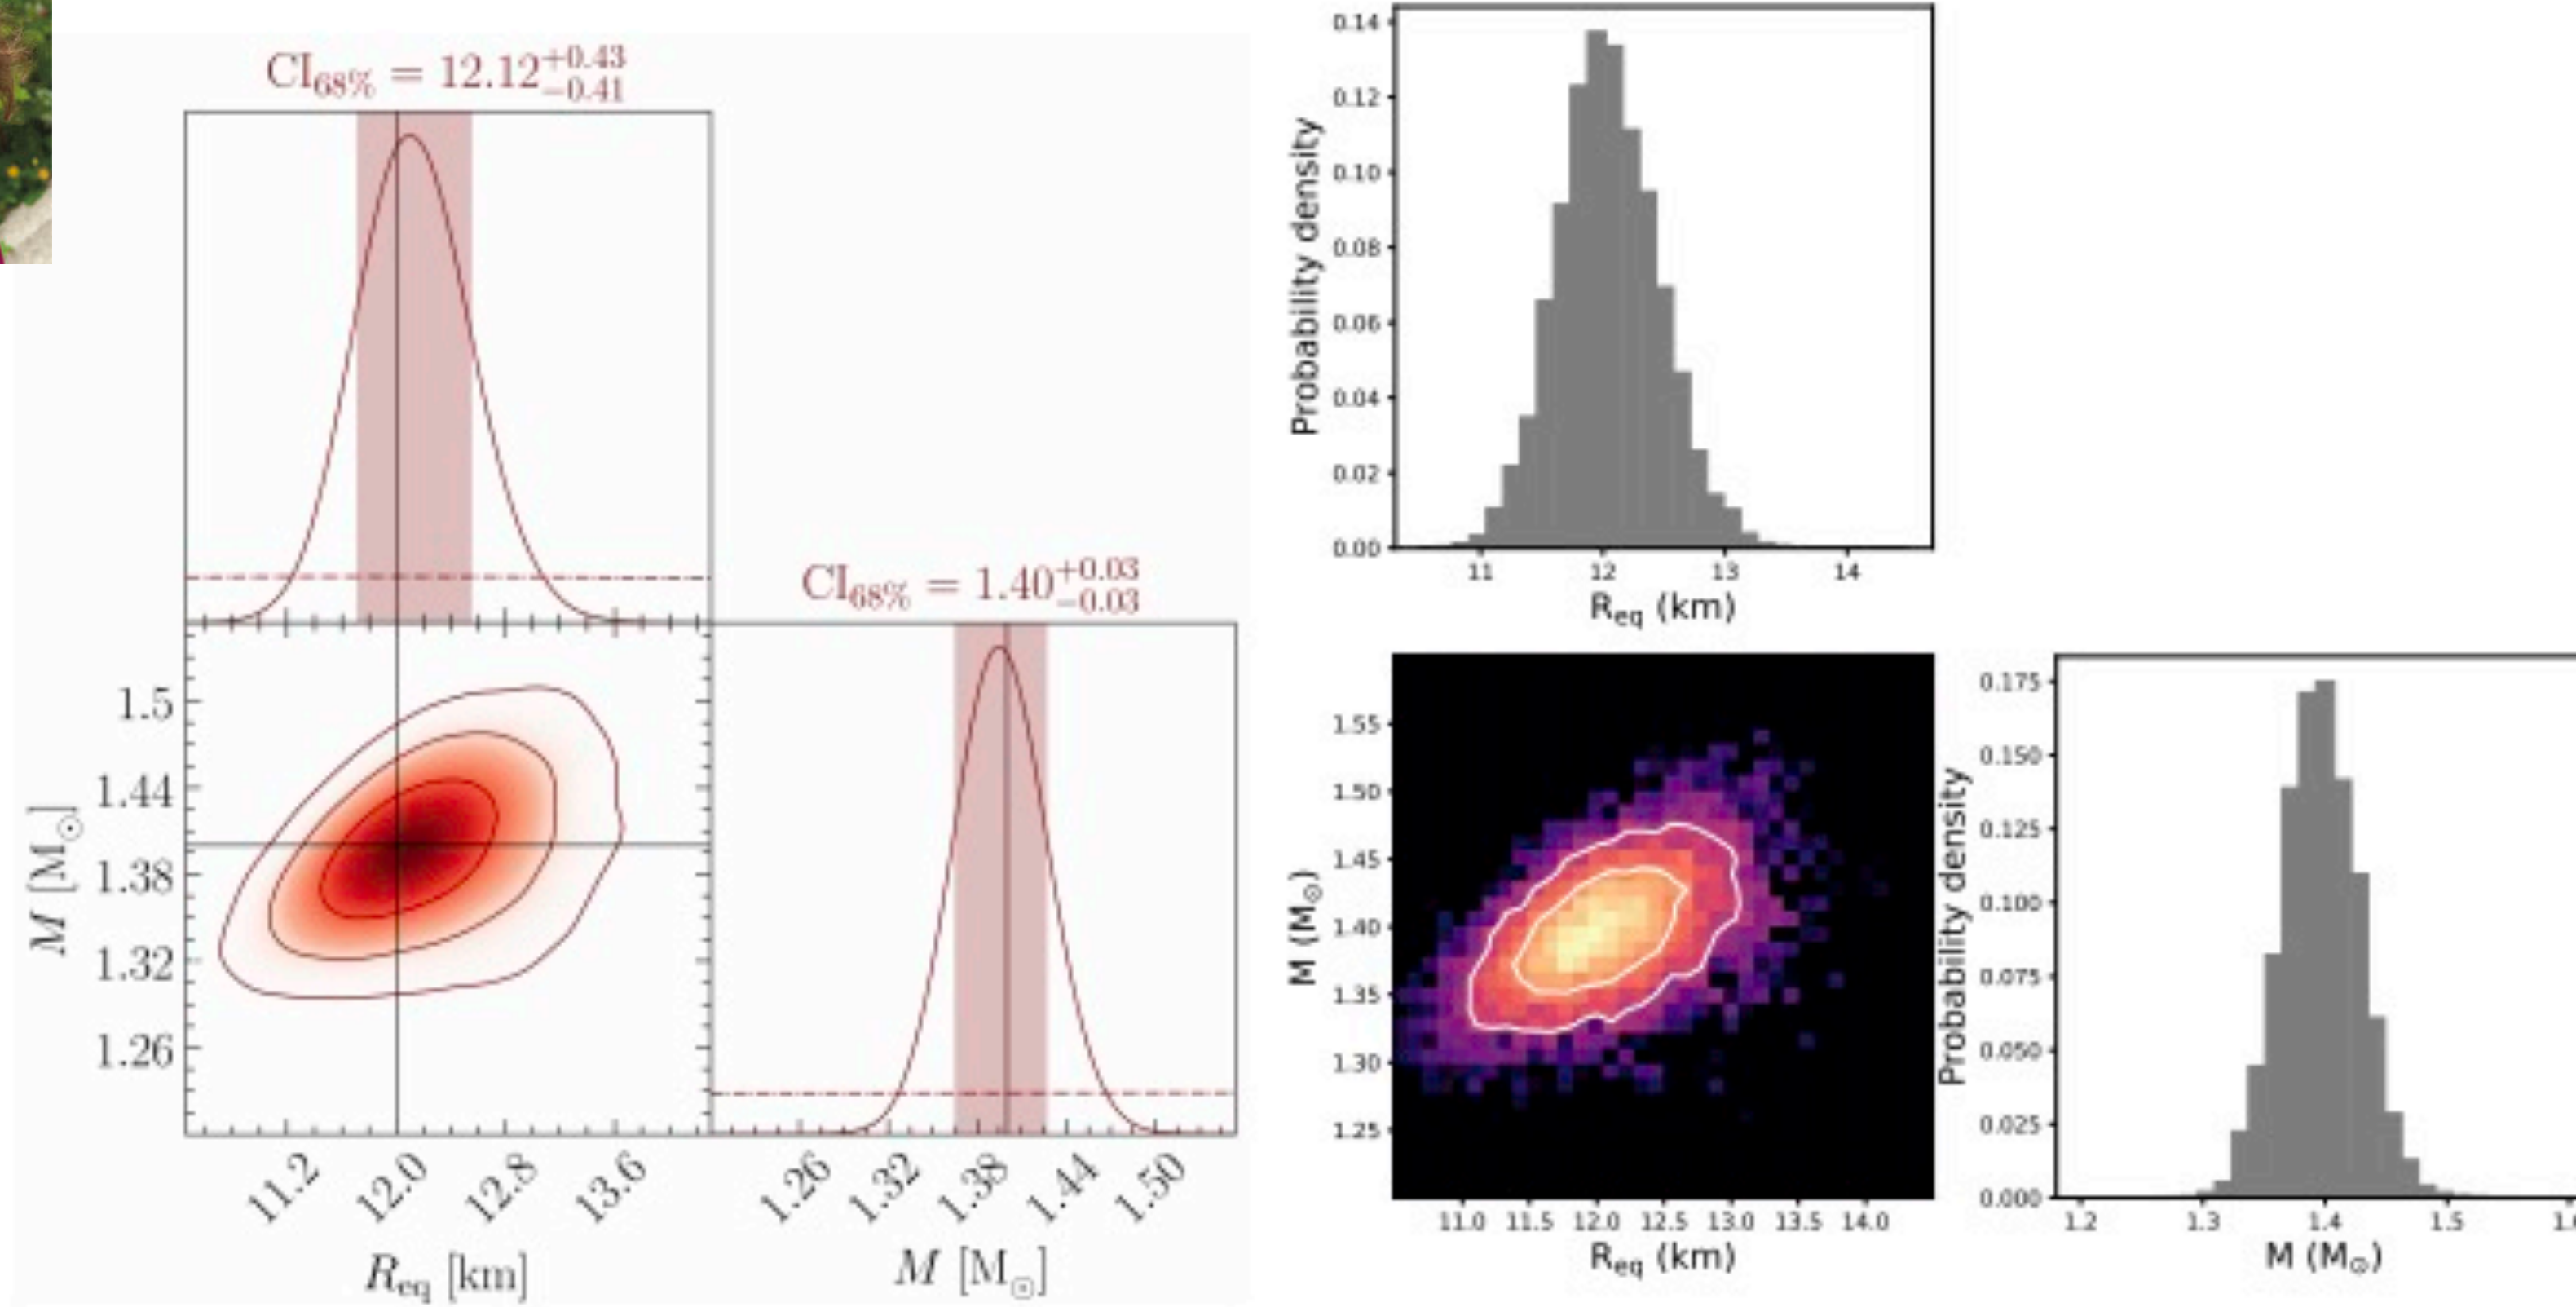 CI68% = 12.12+0.43−0.41
CI68% = 1.40+0.03−0.03
1.5
1.44
1.38
1.32
1.26
M [M⊙]
11.2
12.0
12.8
13.6
Req [km]
1.26
1.32
1.38
1.44
1.50
M [M⊙]
0.14
0.12
0.10
0.08
0.06
0.04
0.02
0.00
Probability density
11 12 13 14
Req (km)
1.55
1.50
1.45
1.40
1.35
1.30
1.25
M (M⊙)
11.0 11.5 12.0 12.5 13.0 13.5 14.0
Req (km)
0.175
0.150
0.125
0.100
0.075
0.050
0.025
0.000
Probability density
1.2 1.3 1.4 1.5
M (M⊙)